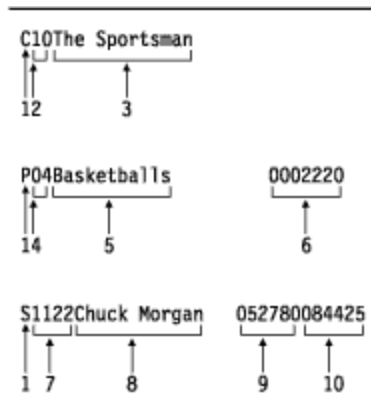 C10The Sportsman
12 3
P04Basketballs 0002220
14 5 6
S1122Chuck Morgan 052780084425
1 7 8 9 10